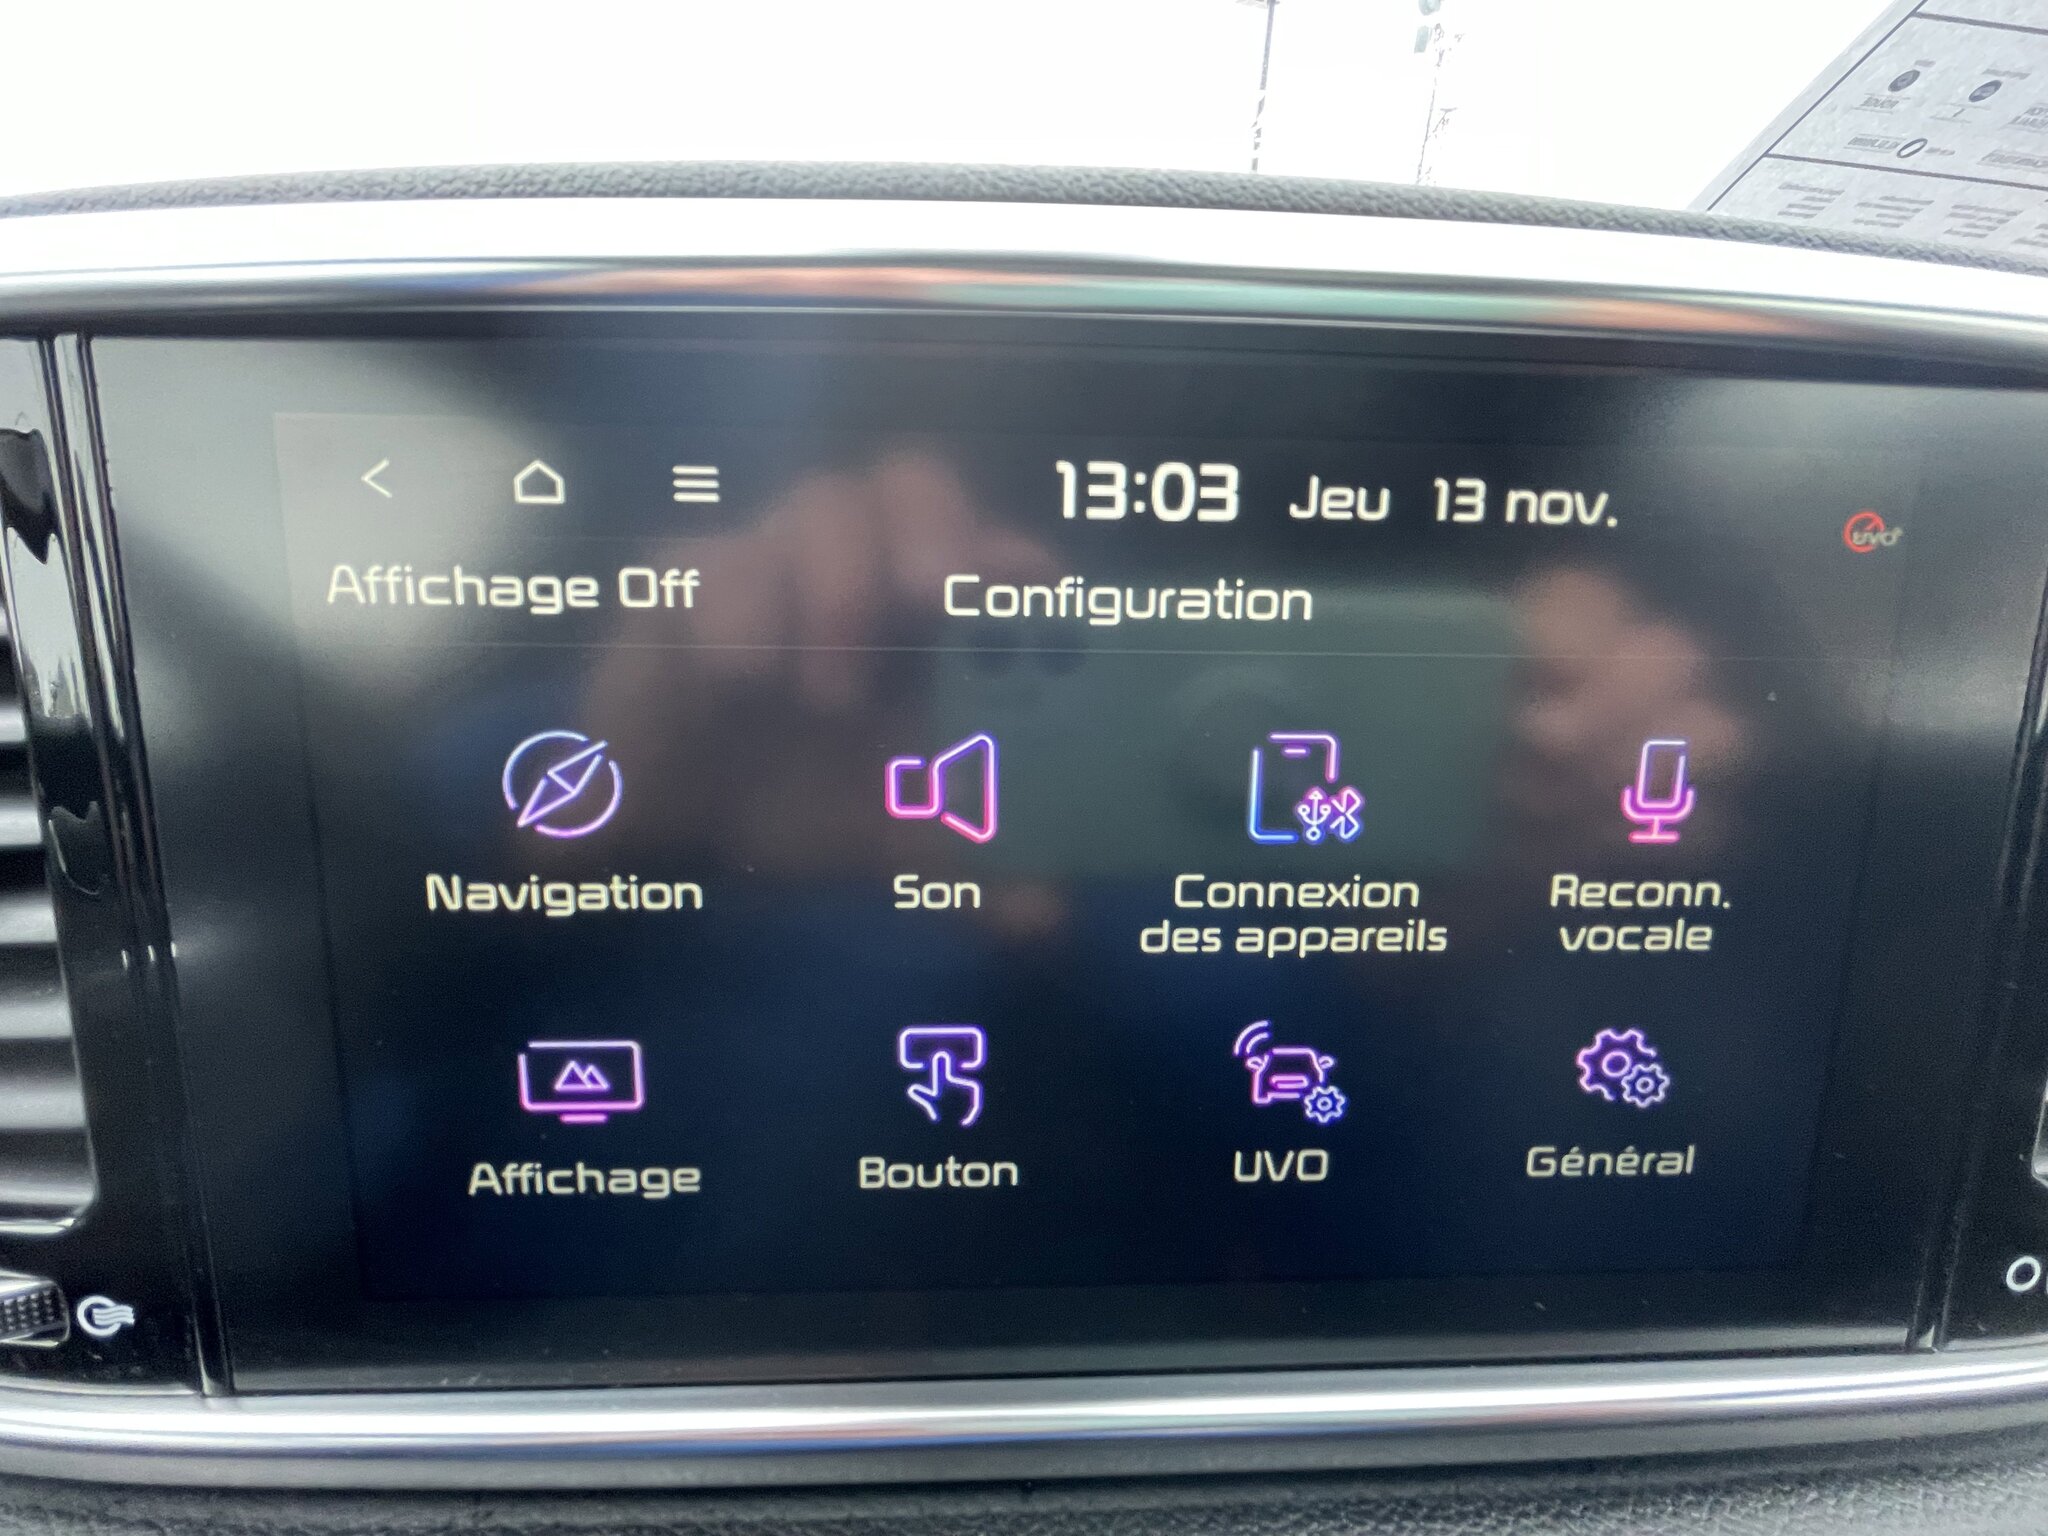 13:03 Jeu 13 nov.
UVO
Affichage Off
Configuration
Navigation
Son
Connexion
des appareils
Reconn.
vocale
Affichage
Bouton
UVO
Général